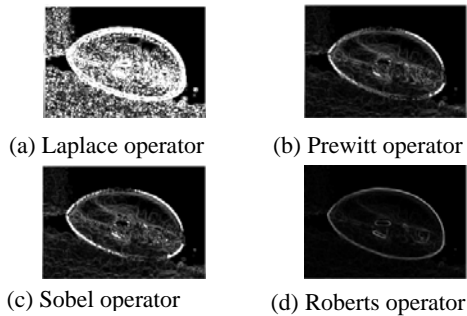 (a) Laplace operator
(b) Prewitt operator
(c) Sobel operator
(d) Roberts operator